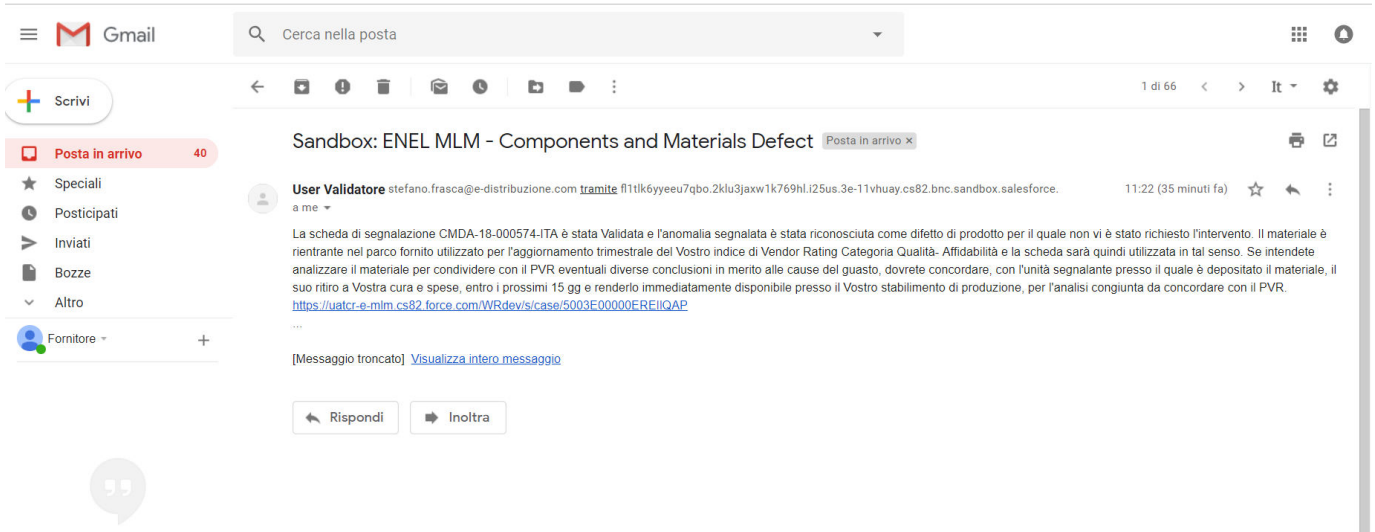 Gmail
Cerca nella posta
Scrivi
1 di 66
It
Posta in arrivo 40
Speciali
Posticipati
Inviati
Bozze
Altro
Fornitore
Sandbox: ENEL MLM - Components and Materials Defect Posta in arrivo ×
User Validatore stefano.frasca@e-distribuzione.com tramite fl1tlk6yyeeu7qbo.2klu3jaxw1k769hl.i25us.3e-11vhuay.cs82.bnc.sandbox.salesforce. 11:22 (35 minuti fa)
a me
La scheda di segnalazione CMDA-18-000574-ITA è stata Validata e l'anomalia segnalata è stata riconosciuta come difetto di prodotto per il quale non vi è stato richiesto l'intervento. Il materiale è
rientrante nel parco fornito utilizzato per l'aggiornamento trimestrale del Vostro indice di Vendor Rating Categoria Qualità- Affidabilità e la scheda sarà quindi utilizzata in tal senso. Se intendete
analizzare il materiale per condividere con il PVR eventuali diverse conclusioni in merito alle cause del guasto, dovrete concordare, con l'unità segnalante presso il quale è depositato il materiale, il
suo ritiro a Vostra cura e spese, entro i prossimi 15 gg e renderlo immediatamente disponibile presso il Vostro stabilimento di produzione, per l'analisi congiunta da concordare con il PVR.
https://uatcr-e-mlm.cs82.force.com/WRdev/s/case/5003E00000EREIIQAP
...
[Messaggio troncato] Visualizza intero messaggio
Rispondi
Inoltra